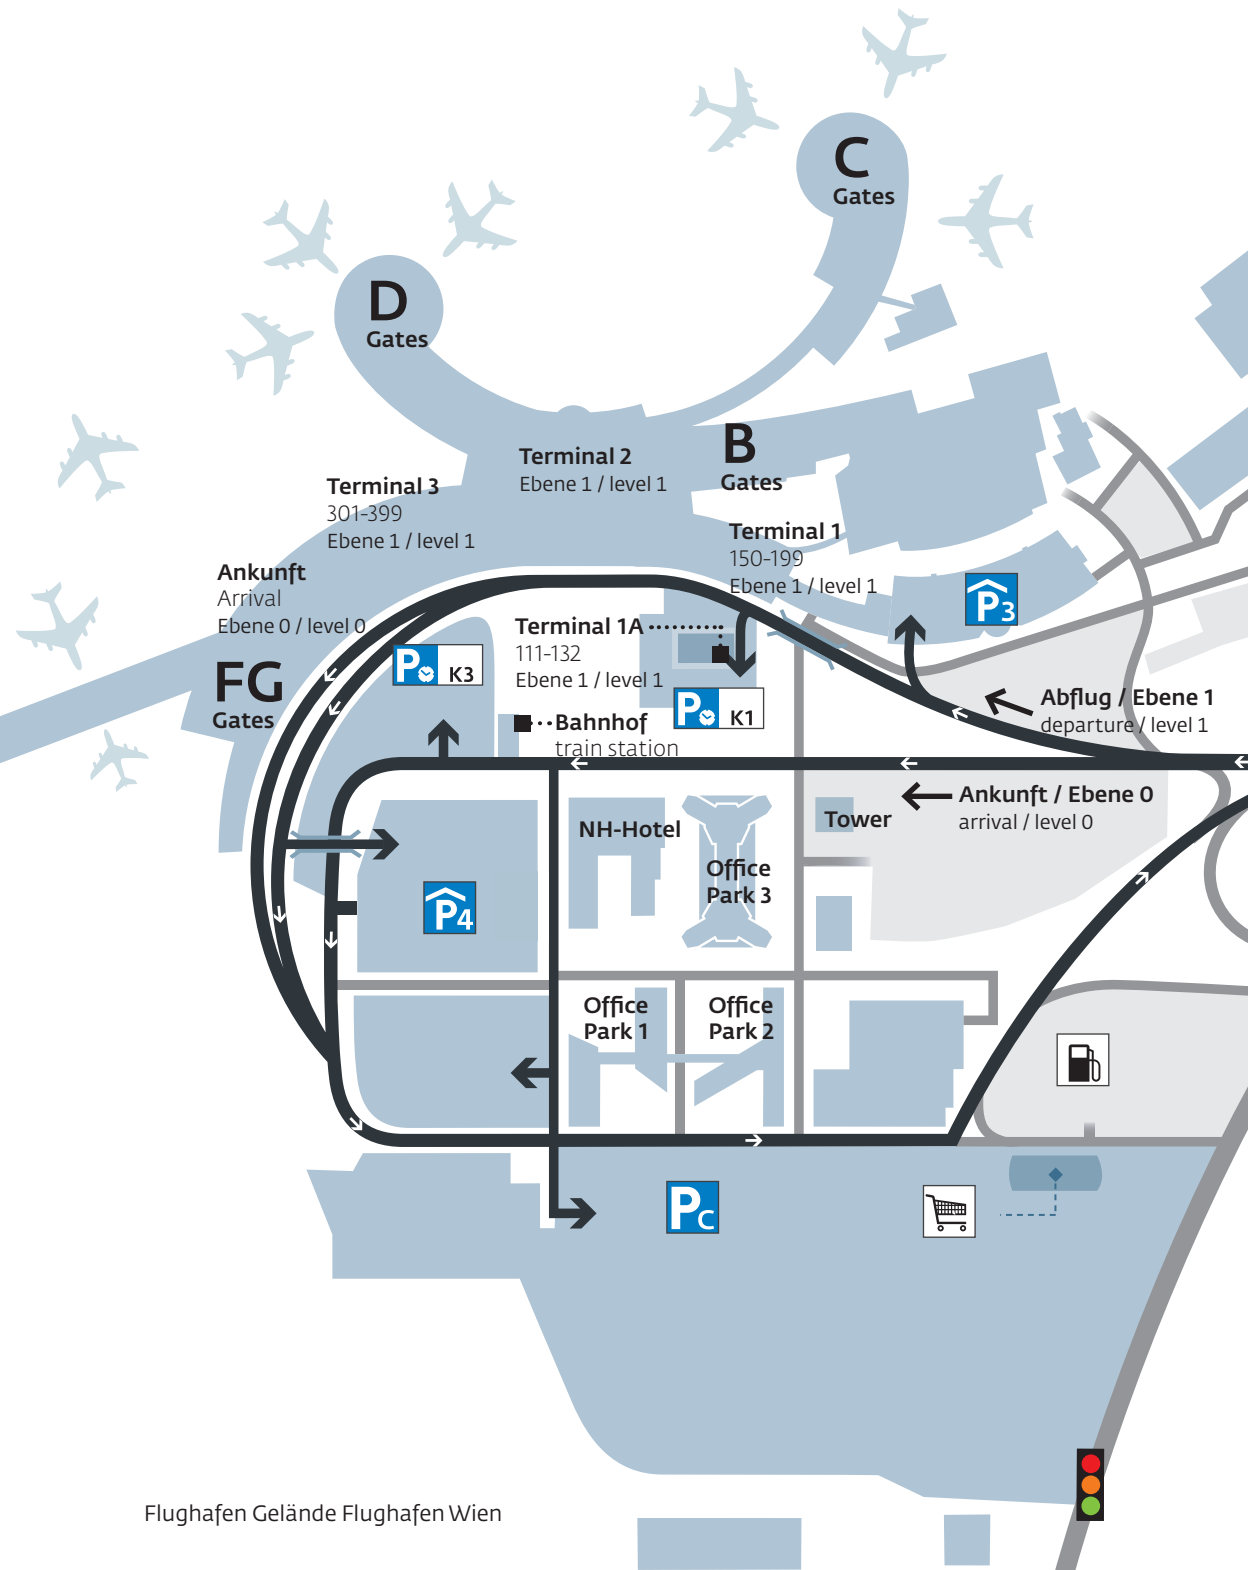 C
Gates
D
Gates
B
Gates
Terminal 2
Ebene 1 / level 1
Terminal 3
301-399
Ebene 1 / level 1
Terminal 1
150-199
Ebene 1 / level 1
Ankunft
Arrival
Ebene 0 / level 0
P3
Terminal 1A
111-132
Ebene 1 / level 1
FG
Gates
P K3
P K1
Abflug / Ebene 1
departure / level 1
Bahnhof
train station
Ankunft / Ebene 0
arrival / level 0
Tower
NH-Hotel
Office
Park 3
P4
Office
Park 1
Office
Park 2
PC
Flughafen Gelände Flughafen Wien